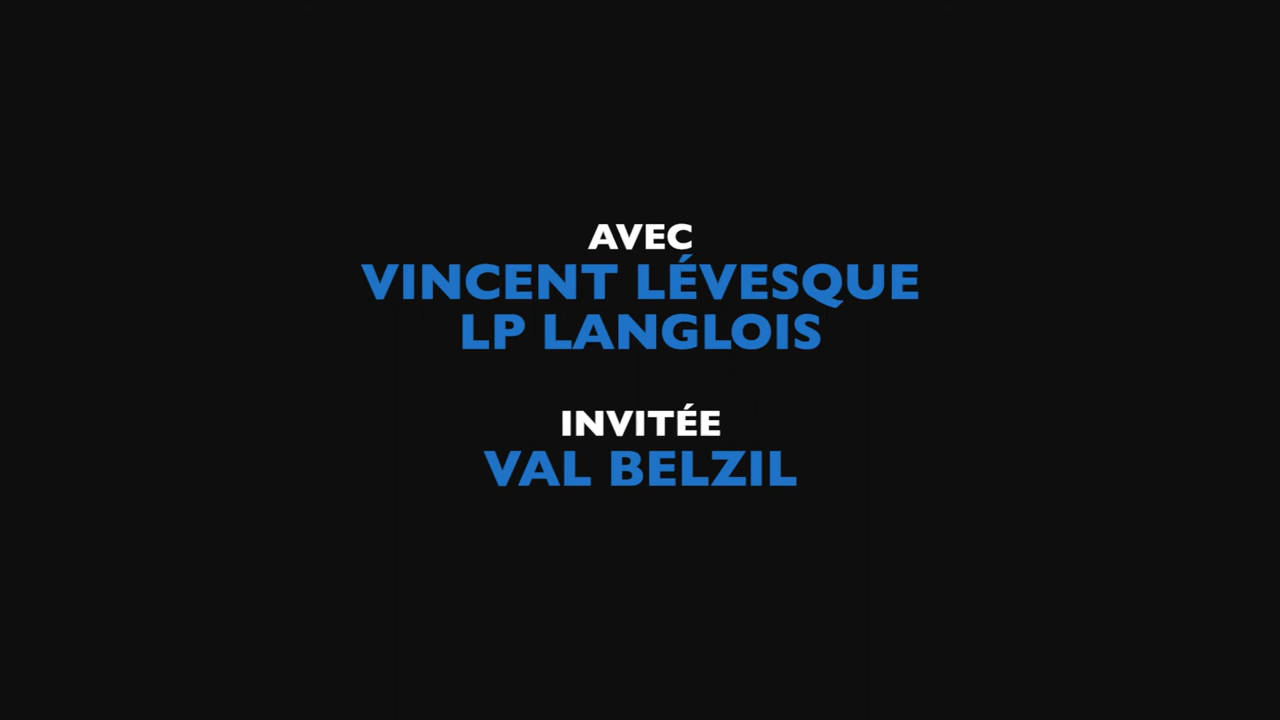 AVEC
VINCENT LÉVESQUE
LP LANGLOIS
INVITÉE
VAL BELZIL